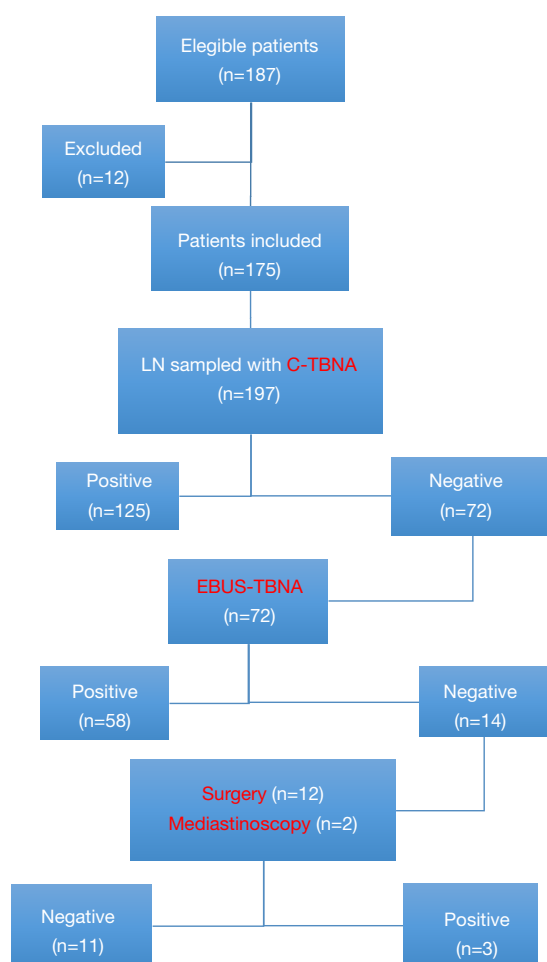 Elegible patients
(n=187)
Excluded
(n=12)
Patients included
(n=175)
LN sampled with C-TBNA
(n=197)
Positive
(n=125)
Negative
(n=72)
EBUS-TBNA
(n=72)
Positive
(n=58)
Negative
(n=14)
Surgery (n=12)
Mediastinoscopy (n=2)
Negative
(n=11)
Positive
(n=3)